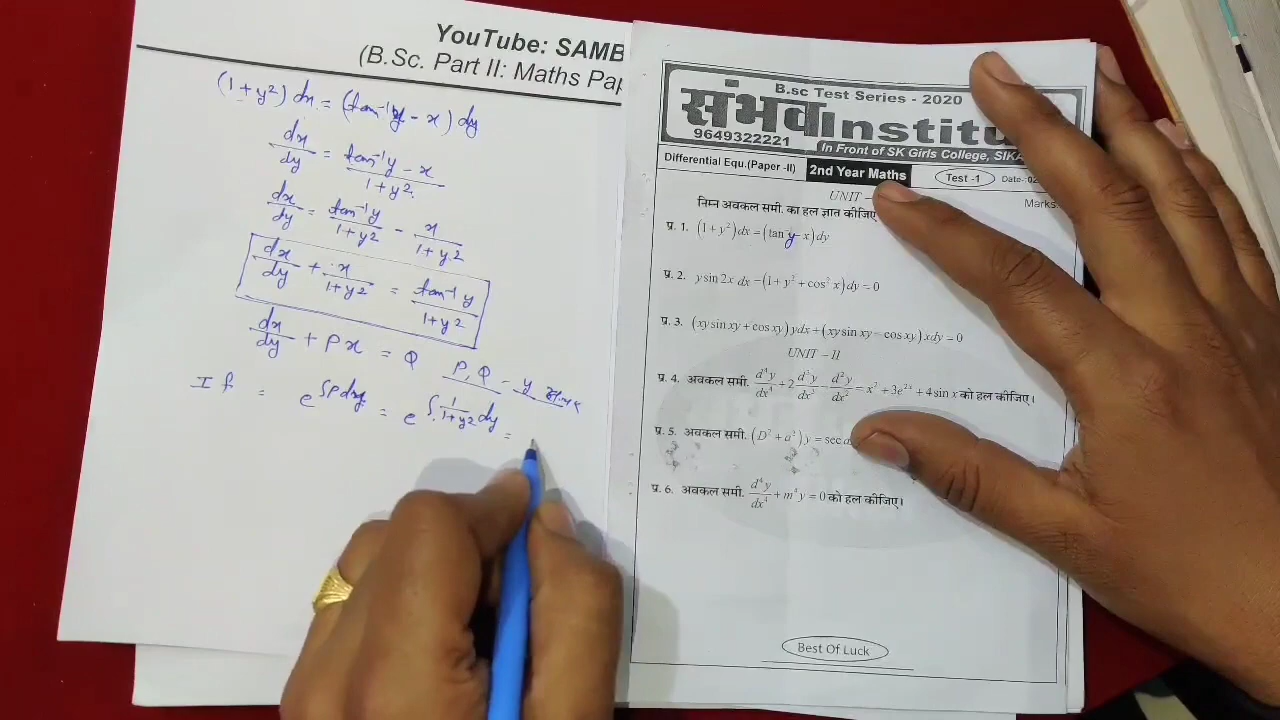 YouTube: SAMB
(B.Sc. Part II: Maths Pap
(1+y²) dx = (tan⁻¹y - x) dy
dx/dy = (tan⁻¹y - x)/(1+y²)
dx/dy = tan⁻¹y/(1+y²) - x/(1+y²)
dx/dy + x/(1+y²) = tan⁻¹y/(1+y²)
dx/dy + Px = Q P, Q - y
If = e^∫Pdy = e^∫1/(1+y²) dy =
B.sc Test Series - 2020
संभव Institu
9649322221
In Front of SK Girls College, SIKA
Differential Equ.(Paper -II) 2nd Year Maths Test -1 Date-:02
UNIT - Marks.
निम्न अवकल समी. का हल ज्ञात कीजिए
प्र. 1. (1+y²)dx=(tan⁻¹y-x)dy
प्र. 2. y sin 2x dx =(1+y²+cos²x)dy=0
प्र. 3. (xy sin xy + cos xy) ydx +(xy sin xy - cos xy) xdy = 0
UNIT – II
प्र. 4. अवकल समी. d⁴y/dx⁴ + 2 d³y/dx³ - d²y/dx² = x² + 3e²ˣ + 4 sin x को हल कीजिए।
प्र. 5. अवकल समी. (D² + a²) y = sec a
प्र. 6. अवकल समी. d⁴y/dx⁴ + m⁴y = 0 को हल कीजिए।
Best Of Luck